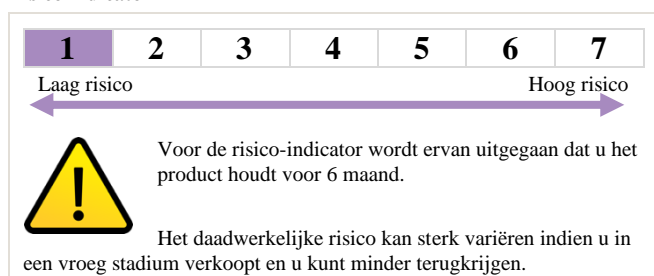 1 2 3 4 5 6 7
Laag risico Hoog risico
Voor de risico-indicator wordt ervan uitgegaan dat u het
product houdt voor 6 maand.
Het daadwerkelijke risico kan sterk variëren indien u in
een vroeg stadium verkoopt en u kunt minder terugkrijgen.